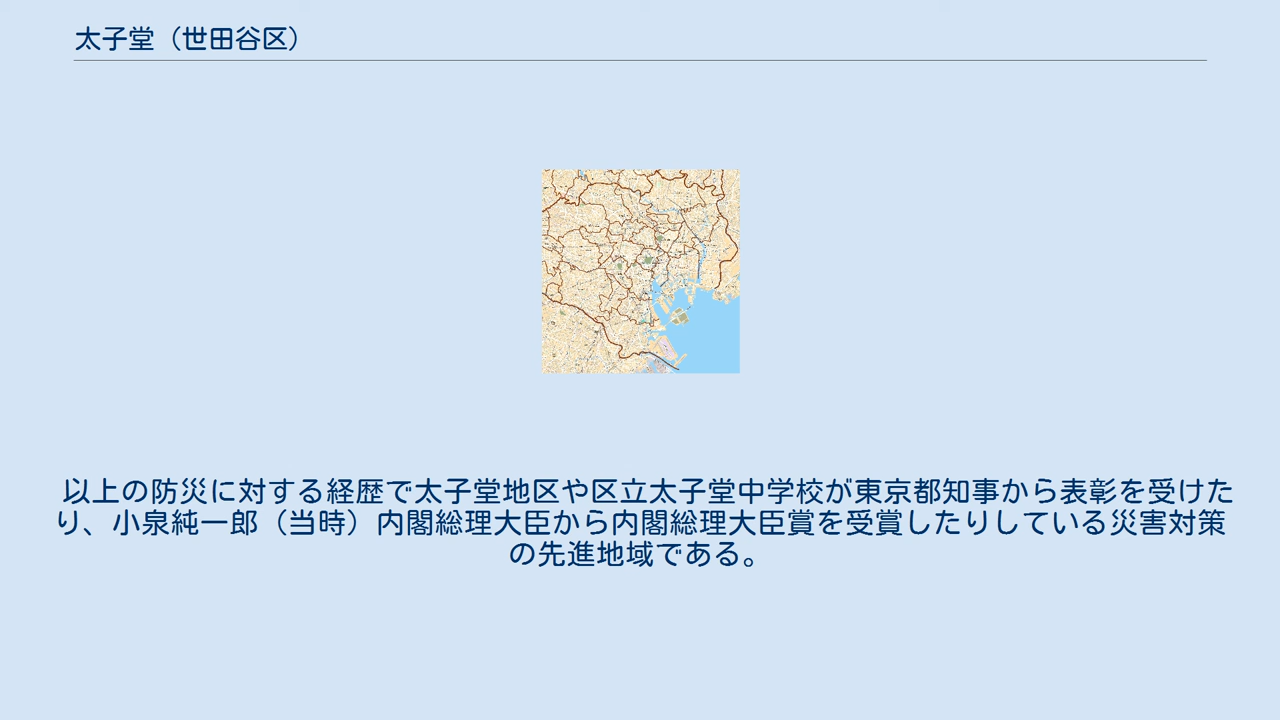 太子堂（世田谷区）
以上の防災に対する経歴で太子堂地区や区立太子堂中学校が東京都知事から表彰を受けた
り、小泉純一郎（当時）内閣総理大臣から内閣総理大臣賞を受賞したりしている災害対策
の先進地域である。